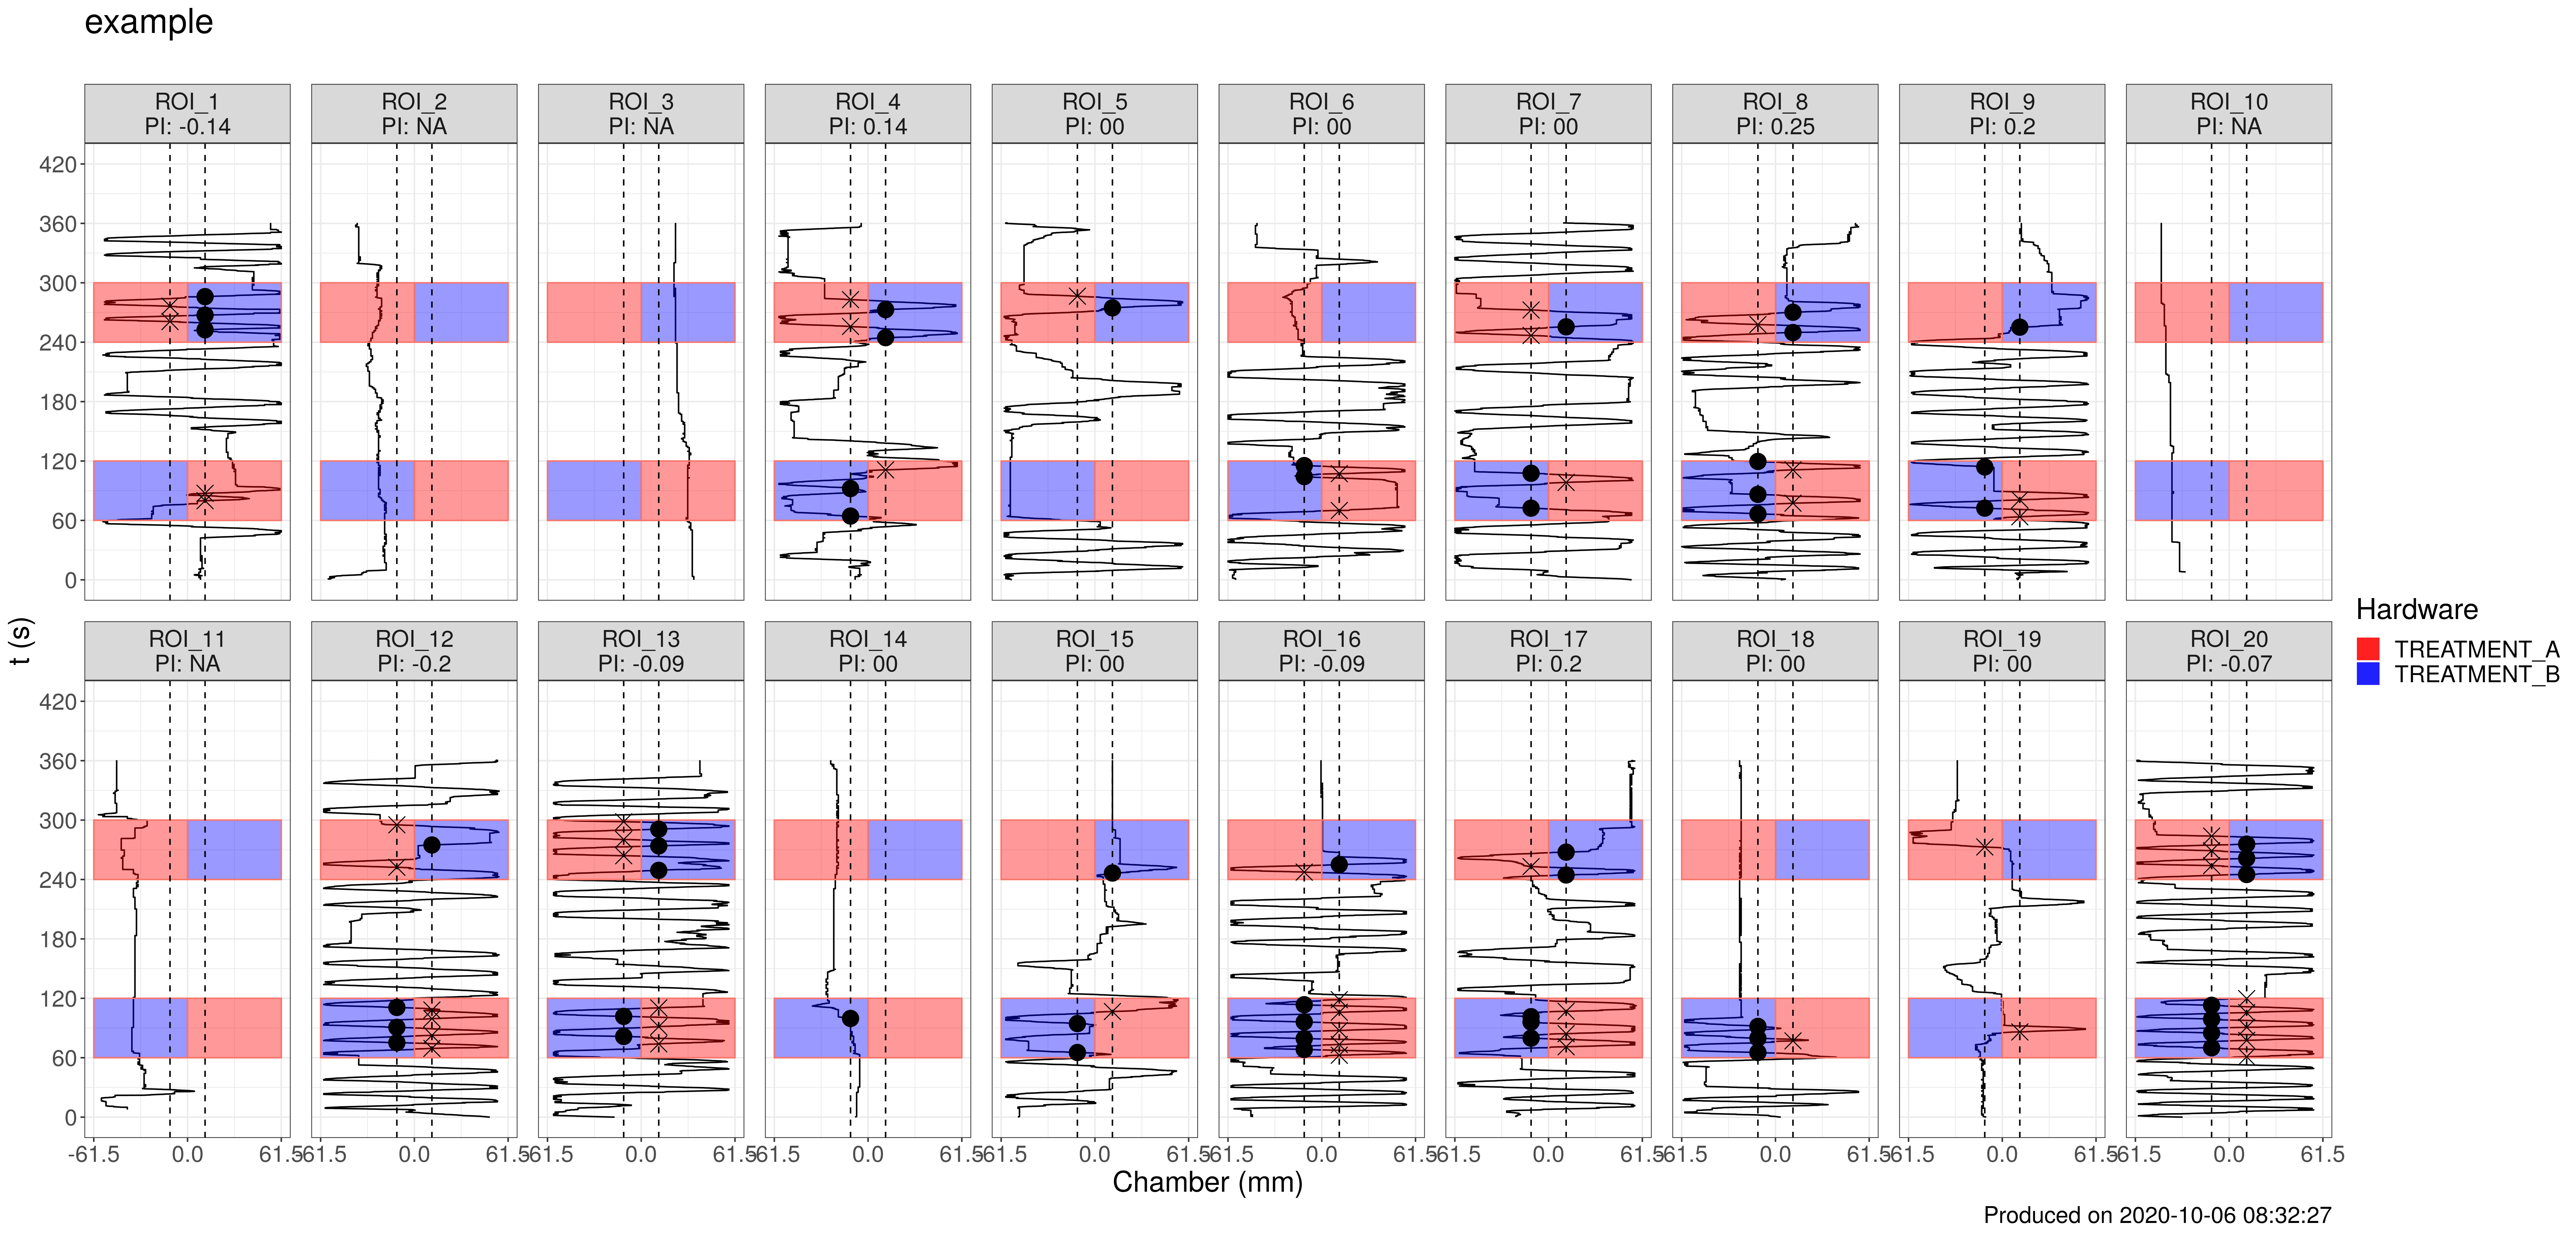 example
ROI_1 ROI_2 ROI_3 ROI_4 ROI_5 ROI_6 ROI_7 ROI_8 ROI_9 ROI_10
PI: -0.14 PI: NA PI: NA PI: 0.14 PI: 00 PI: 00 PI: 00 PI: 0.25 PI: 0.2 PI: NA
420
360
300
240
180
120
60
0
t (s)
ROI_11 ROI_12 ROI_13 ROI_14 ROI_15 ROI_16 ROI_17 ROI_18 ROI_19 ROI_20
PI: NA PI: -0.2 PI: -0.09 PI: 00 PI: 00 PI: -0.09 PI: 0.2 PI: 00 PI: 00 PI: -0.07
420
360
300
240
180
120
60
0
-61.5 0.0 61.5 -61.5 0.0 61.5 -61.5 0.0 61.5 -61.5 0.0 61.5 -61.5 0.0 61.5 -61.5 0.0 61.5 -61.5 0.0 61.5 -61.5 0.0 61.5 -61.5 0.0 61.5 -61.5 0.0 61.5
Chamber (mm)
Hardware
TREATMENT_A
TREATMENT_B
Produced on 2020-10-06 08:32:27